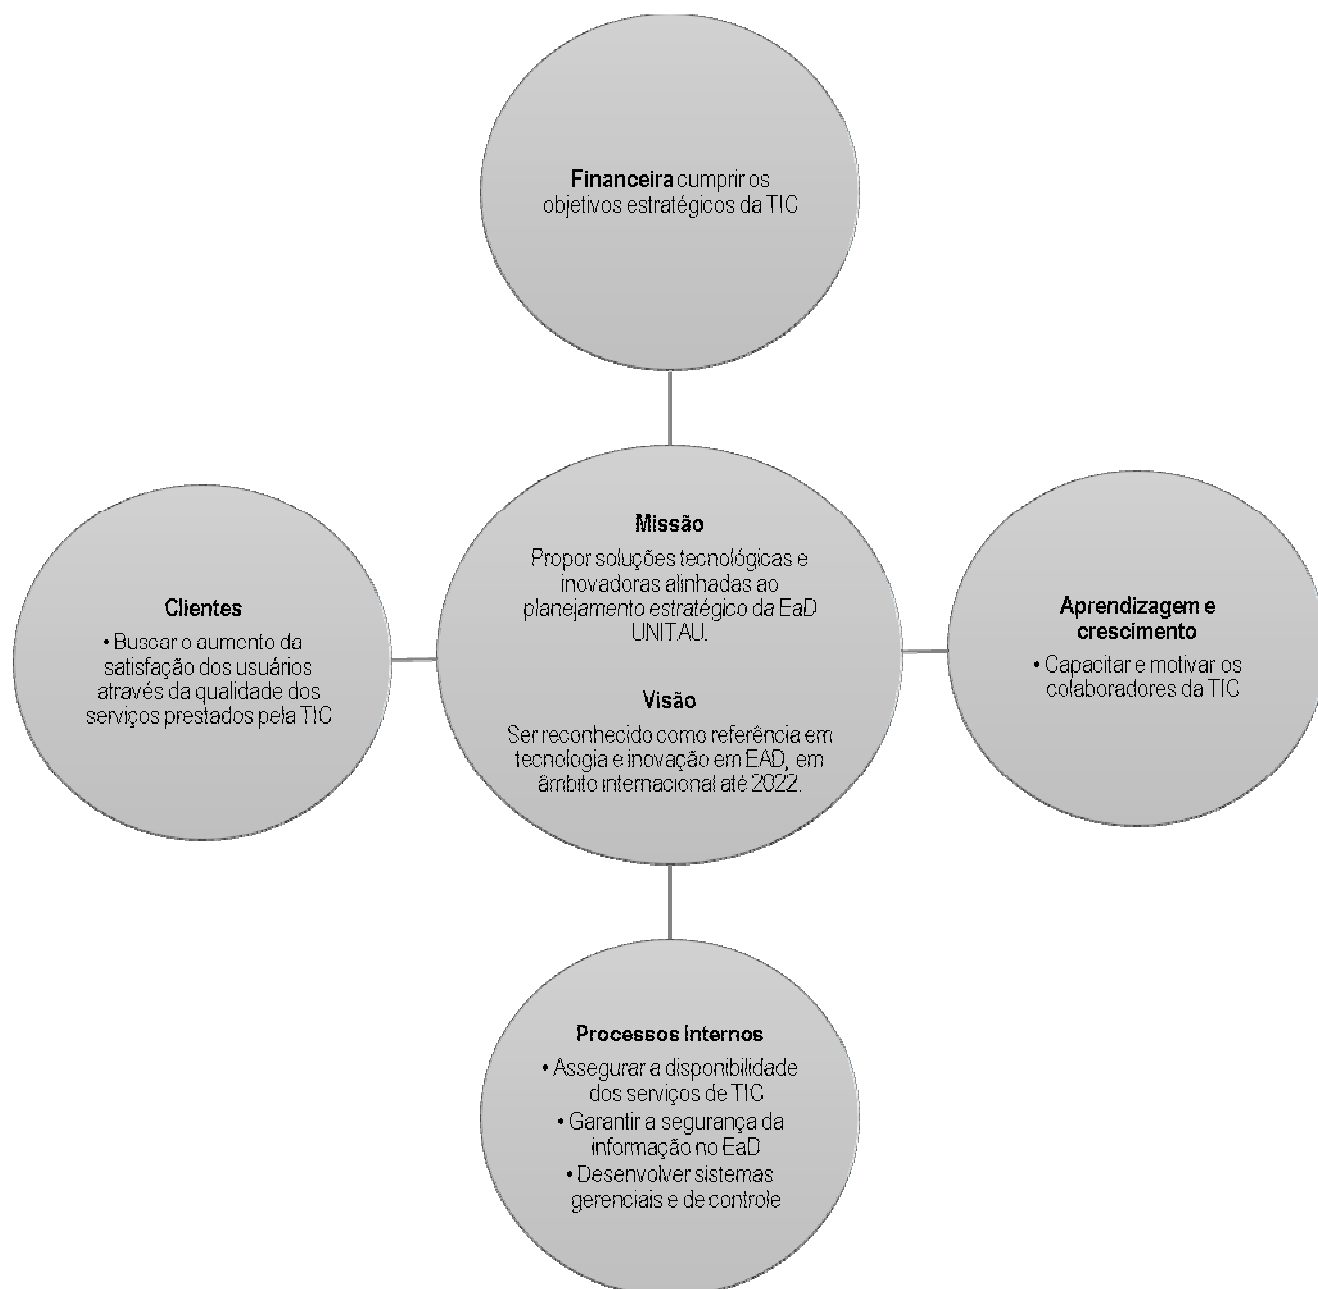 Financeira cumprir os
objetivos estratégicos da TIC
Missão
Propor soluções tecnológicas e
inovadoras alinhadas ao
planejamento estratégico da EaD
UNITAU.
Visão
Ser reconhecido como referência em
tecnologia e inovação em EAD, em
âmbito internacional até 2022.
Clientes
• Buscar o aumento da
satisfação dos usuários
através da qualidade dos
serviços prestados pela TIC
Aprendizagem e
crescimento
• Capacitar e motivar os
colaboradores da TIC
Processos Internos
• Assegurar a disponibilidade
dos serviços de TIC
• Garantir a segurança da
informação no EaD
• Desenvolver sistemas
gerenciais e de controle